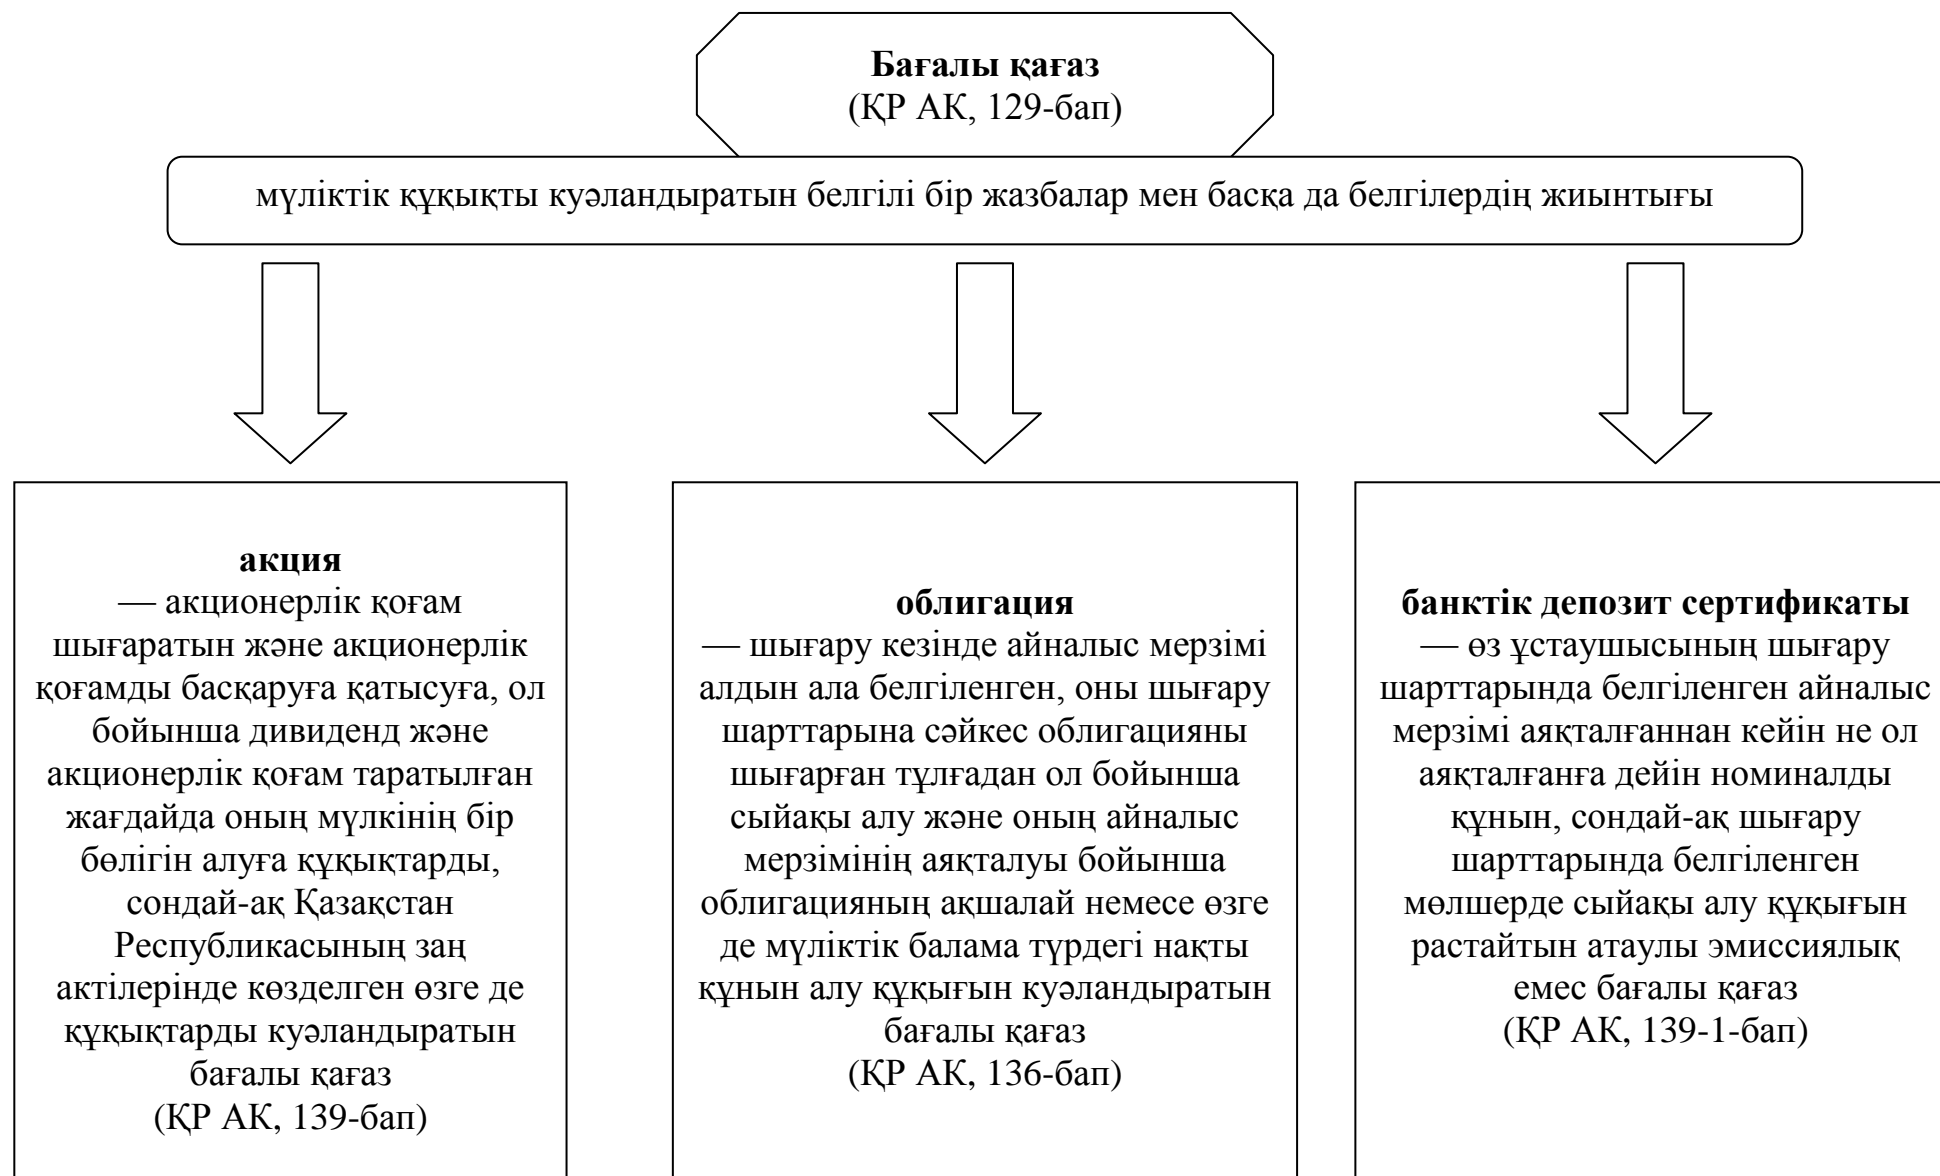 Бағалы қағаз
(ҚР АК, 129-бап)
мүліктік құқықты куәландыратын белгілі бір жазбалар мен басқа да белгілердің жиынтығы
акция
— акционерлік қоғам
шығаратын және акционерлік
қоғамды басқаруға қатысуға, ол
бойынша дивиденд және
акционерлік қоғам таратылған
жағдайда оның мүлкінің бір
бөлігін алуға құқықтарды,
сондай-ақ Қазақстан
Республикасының заң
актілерінде көзделген өзге де
құқықтарды куәландыратын
бағалы қағаз
(ҚР АК, 139-бап)
облигация
— шығару кезінде айналыс мерзімі
алдын ала белгіленген, оны шығару
шарттарына сәйкес облигацияны
шығарған тұлғадан ол бойынша
сыйақы алу және оның айналыс
мерзімінің аяқталуы бойынша
облигацияның ақшалай немесе өзге
де мүліктік балама түрдегі нақты
құнын алу құқығын куәландыратын
бағалы қағаз
(ҚР АК, 136-бап)
банктік депозит сертификаты
— өз ұстаушысының шығару
шарттарында белгіленген айналыс
мерзімі аяқталғаннан кейін не ол
аяқталғанға дейін номиналды
құнын, сондай-ақ шығару
шарттарында белгіленген
мөлшерде сыйақы алу құқығын
растайтын атаулы эмиссиялық
емес бағалы қағаз
(ҚР АК, 139-1-бап)